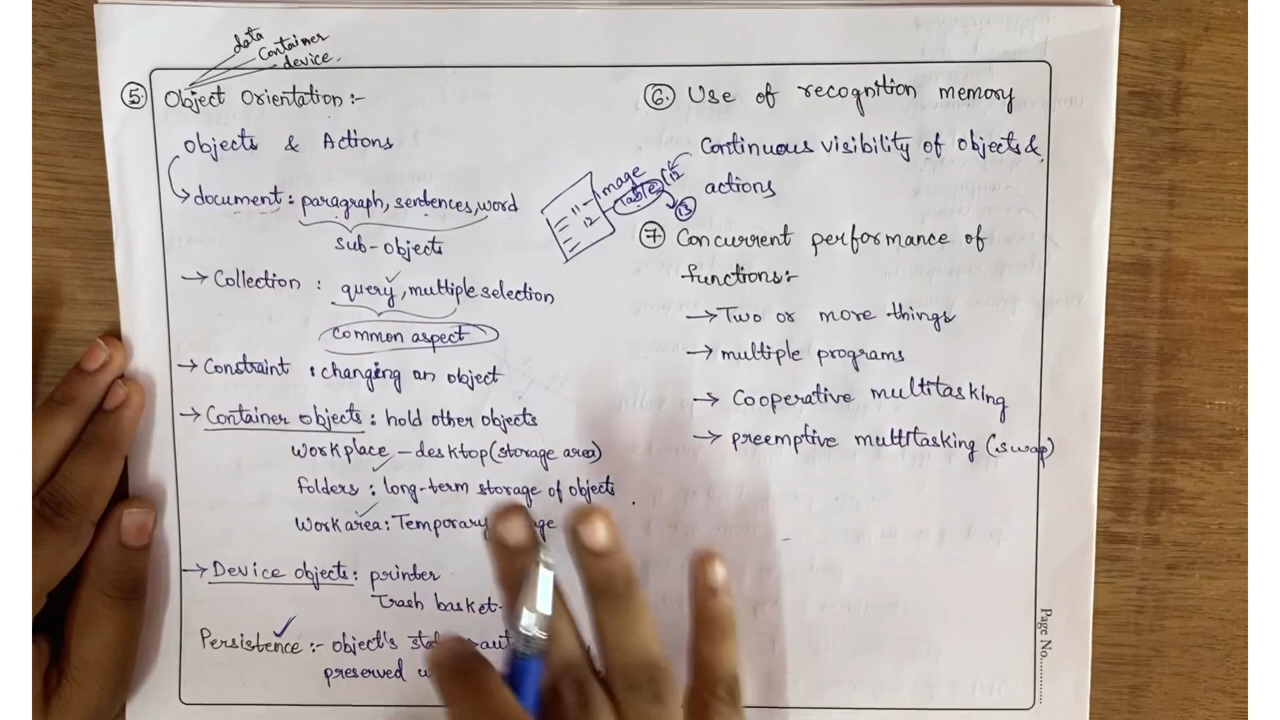 data
Container
device.
⑤. Object Orientation :-
objects & Actions
→ document : paragraph, sentences, word
sub-objects
→ Collection : query, multiple selection
common aspect
→ Constraint : changing an object
→ Container objects : hold other objects
Workplace - desktop (storage area)
folders : long-term storage of objects
Work area : Temporary
→ Device objects : printer
Trash basket.
Persistence :- object's
preserved
11 - image
12
table
12
13
⑥. Use of recognition memory
Continuous visibility of objects &
actions
⑦ Concurrent performance of
functions :-
→ Two or more things
→ multiple programs
→ Cooperative multitasking
→ preemptive multitasking (swap)
Page No.............